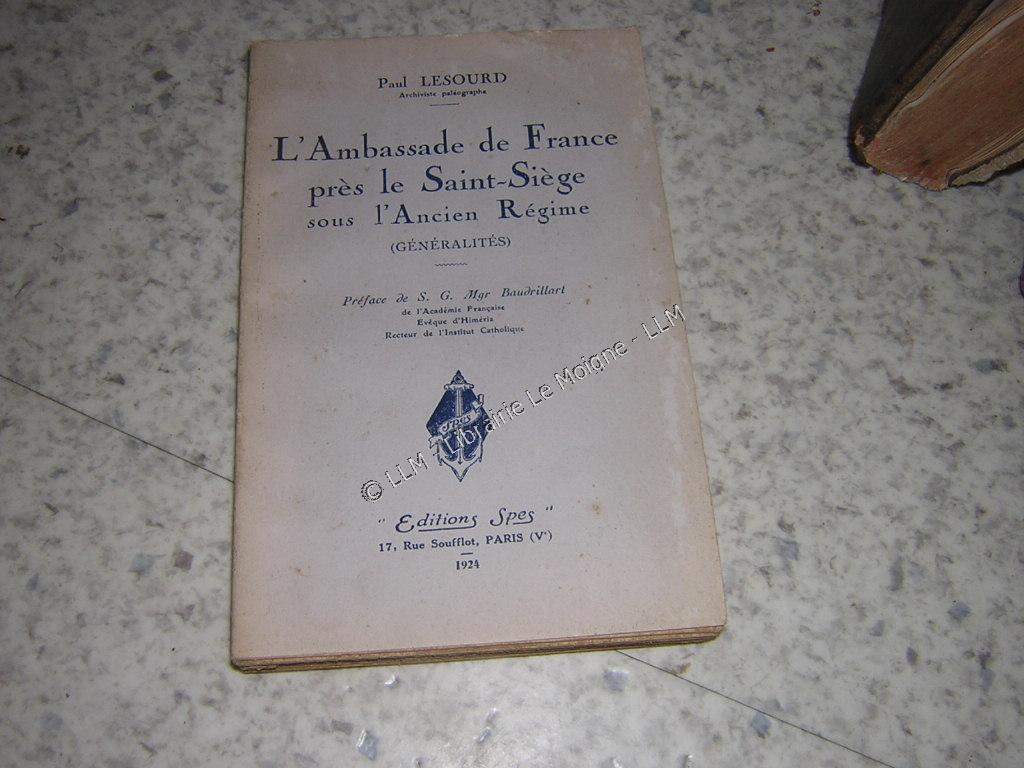 Paul LESOURD
Archiviste paléographe
L'Ambassade de France
près le Saint-Siège
sous l'Ancien Régime
(GÉNÉRALITÉS)
Préface de S. G. Mgr Baudrillart
de l'Académie Française
Evêque d'Himéria
Recteur de l'Institut Catholique
Spes
© LLM - Librairie Le Moigne - LLM
" Editions Spes "
17, Rue Soufflot, PARIS (Vᵉ)
1924